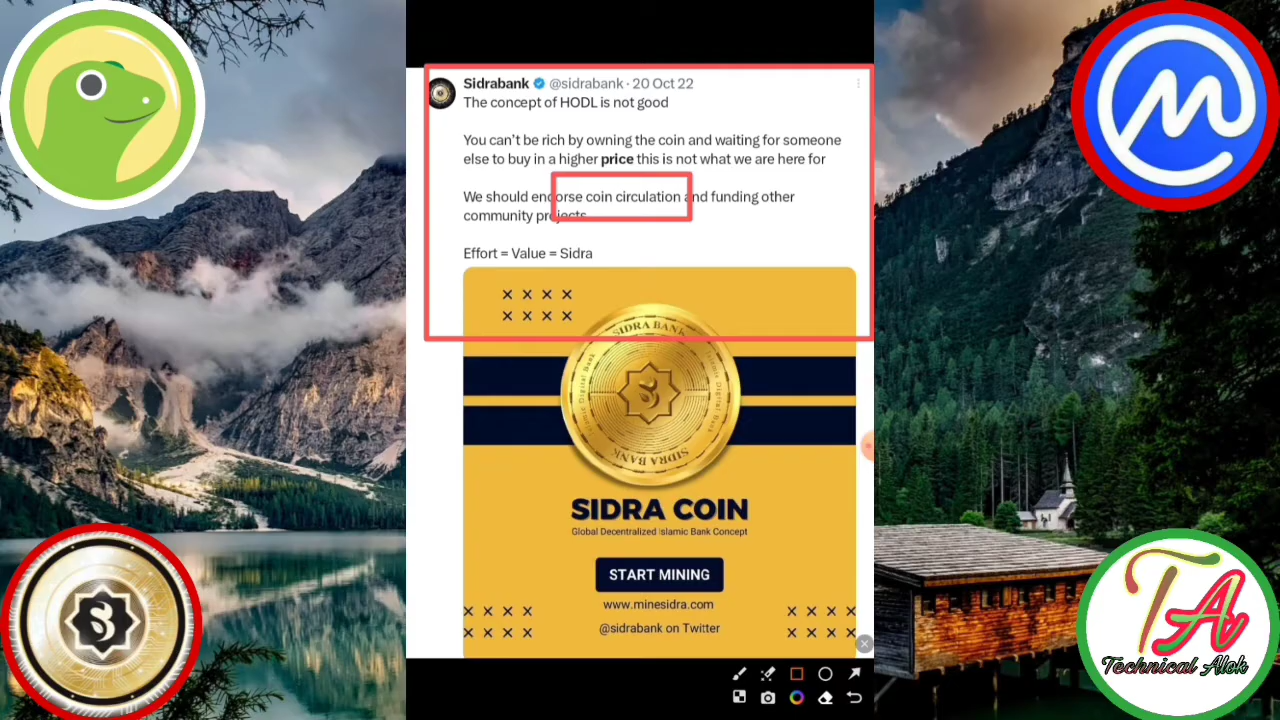 Sidrabank @sidrabank · 20 Oct 22
The concept of HODL is not good
You can't be rich by owning the coin and waiting for someone
else to buy in a higher price this is not what we are here for
We should endorse coin circulation and funding other
community projects
Effort = Value = Sidra
SIDRA BANK
SIDRA BANK
SIDRA COIN
Global Decentralized Islamic Bank Concept
START MINING
www.minesidra.com
@sidrabank on Twitter
TA
Technical Alok